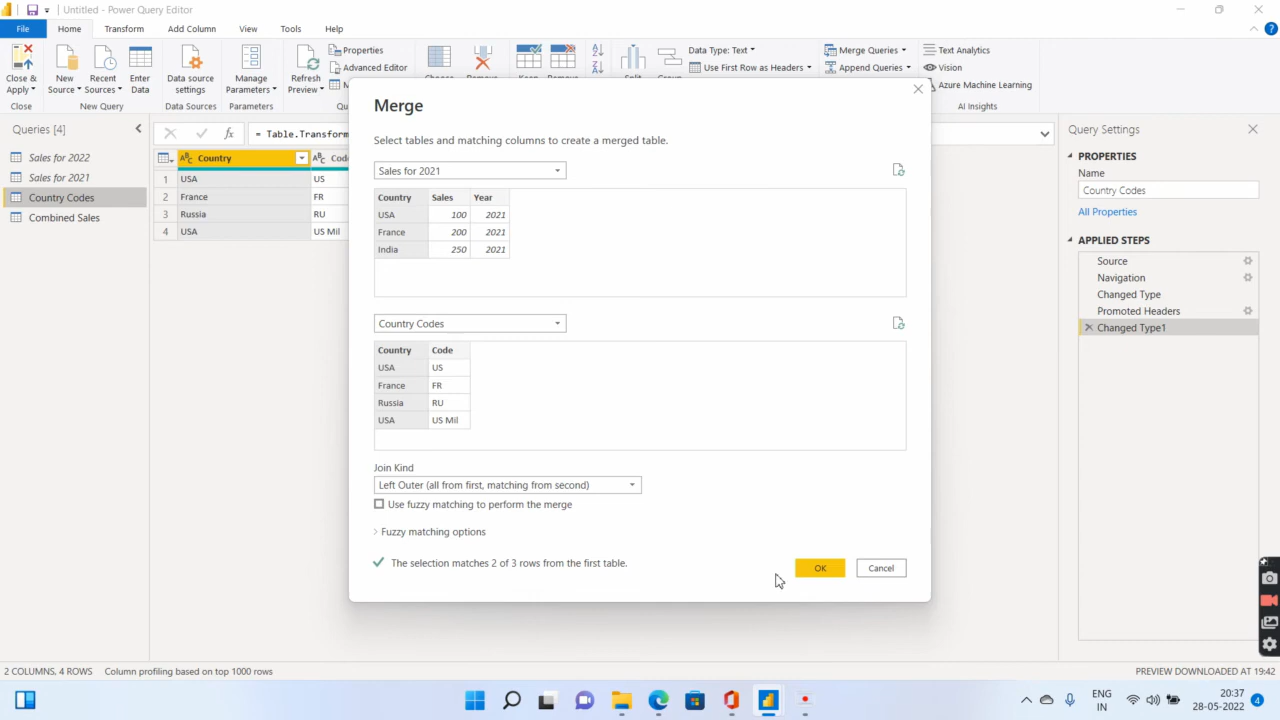 Untitled - Power Query Editor
File Home Transform Add Column View Tools Help
Close & Apply
New Source
Recent Sources
Enter Data
Data source settings
Manage Parameters
Refresh Preview
Properties
Advanced Editor
Data Type: Text
Use First Row as Headers
Merge Queries
Append Queries
Text Analytics
Vision
Azure Machine Learning
Close New Query Data Sources Parameters AI Insights
Queries [4]
Sales for 2022
Sales for 2021
Country Codes
Combined Sales
fx = Table.Transform
ABC Country ABC
1 USA US
2 France FR
3 Russia RU
4 USA US Mil
Merge
Select tables and matching columns to create a merged table.
Sales for 2021
Country Sales Year
USA 100 2021
France 200 2021
India 250 2021
Country Codes
Country Code
USA US
France FR
Russia RU
USA US Mil
Join Kind
Left Outer (all from first, matching from second)
Use fuzzy matching to perform the merge
Fuzzy matching options
The selection matches 2 of 3 rows from the first table.
OK Cancel
Query Settings
PROPERTIES
Name
Country Codes
All Properties
APPLIED STEPS
Source
Navigation
Changed Type
Promoted Headers
Changed Type1
2 COLUMNS, 4 ROWS Column profiling based on top 1000 rows
PREVIEW DOWNLOADED AT 19:42
ENG
IN
20:37
28-05-2022
4